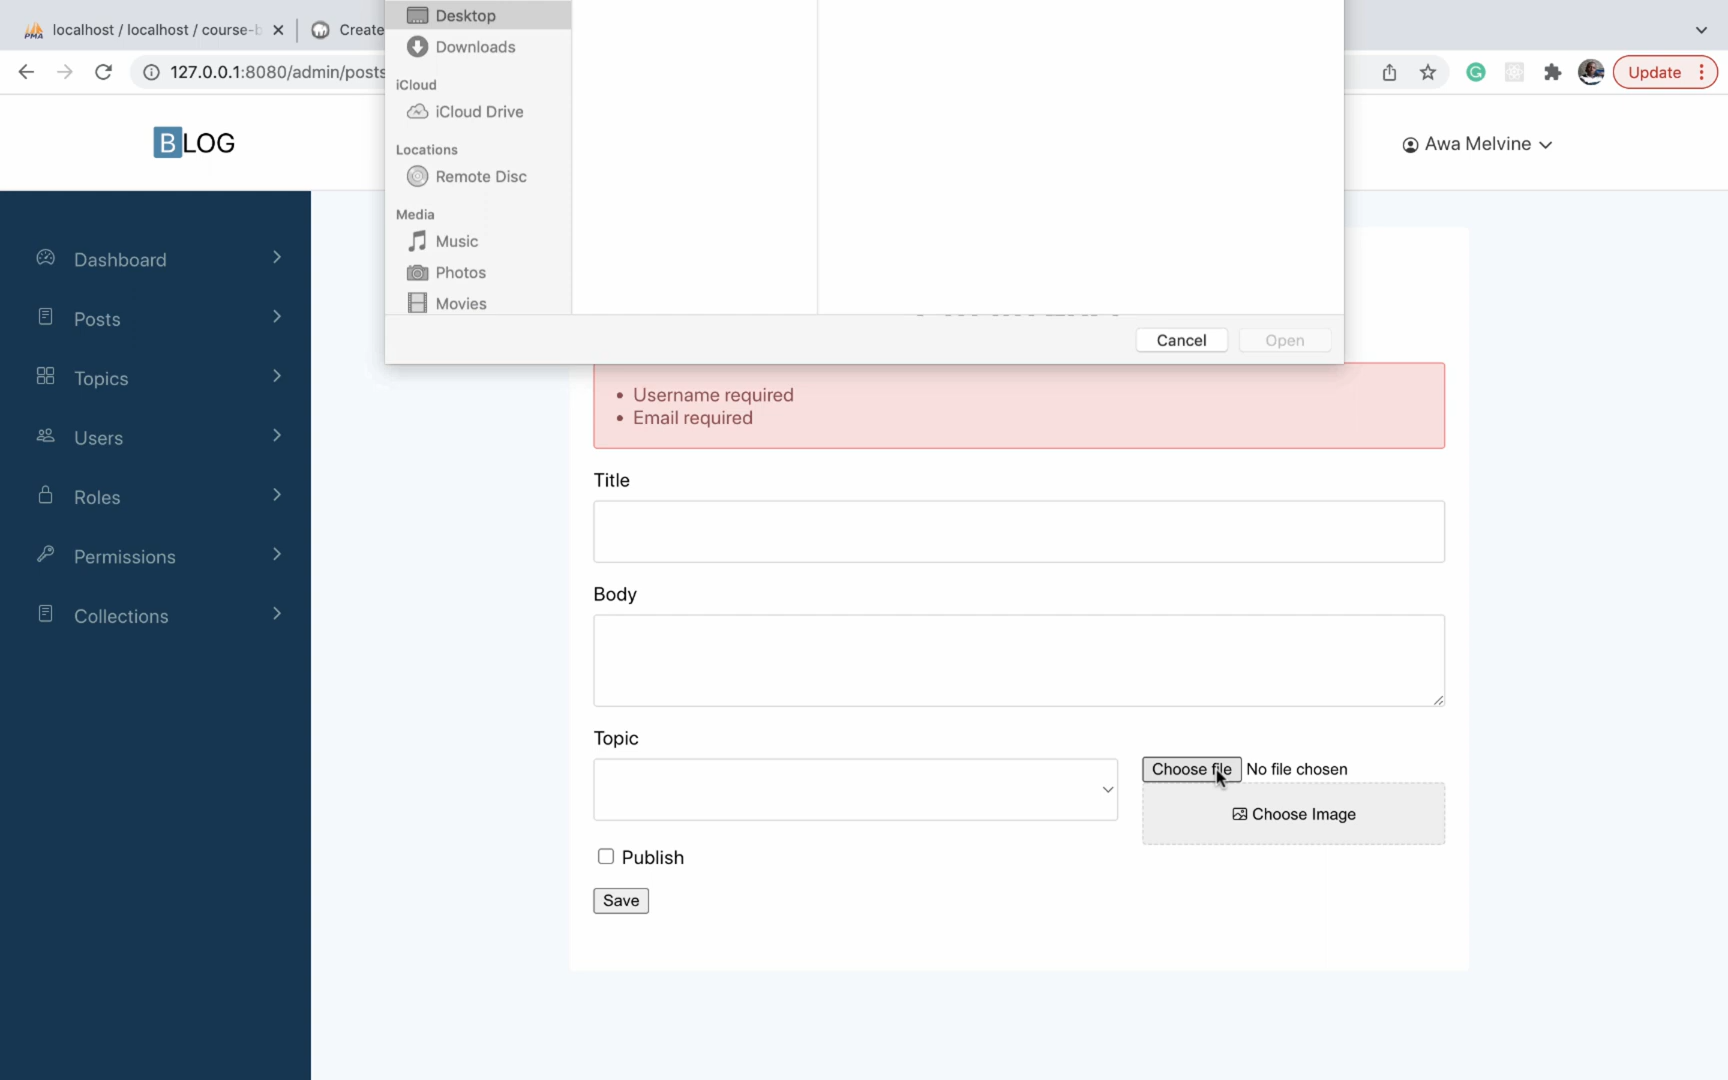 localhost / localhost / course-b
Create
127.0.0.1:8080/admin/posts
Update
BLOG
Awa Melvine
Desktop
Downloads
iCloud
iCloud Drive
Locations
Remote Disc
Media
Music
Photos
Movies
Cancel
Open
Dashboard
Posts
Topics
Users
Roles
Permissions
Collections
Username required
Email required
Title
Body
Topic
Choose file
No file chosen
Choose Image
Publish
Save